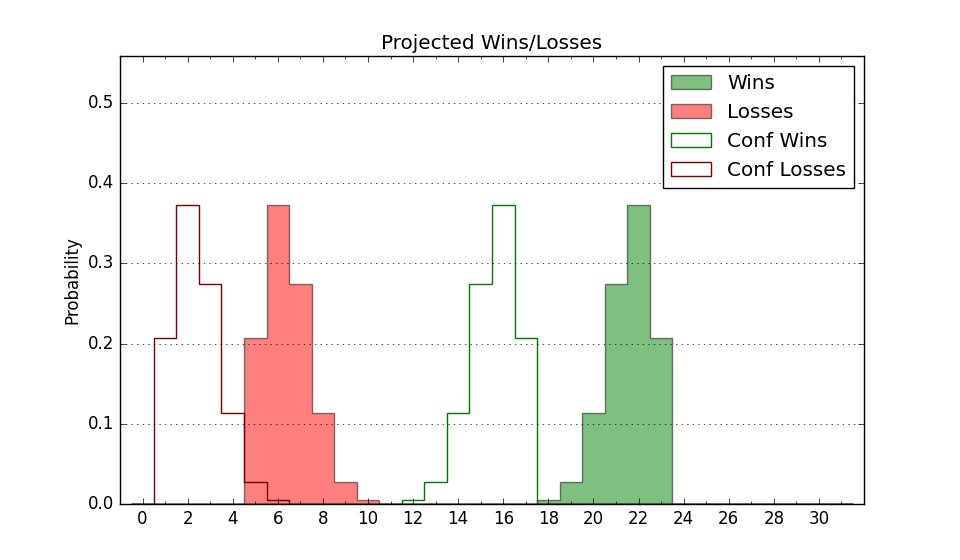 Projected Wins/Losses
Wins
Losses
Conf Wins
Conf Losses
Probability
0.5
0.4
0.3
0.2
0.1
0.0
0 2 4 6 8 10 12 14 16 18 20 22 24 26 28 30